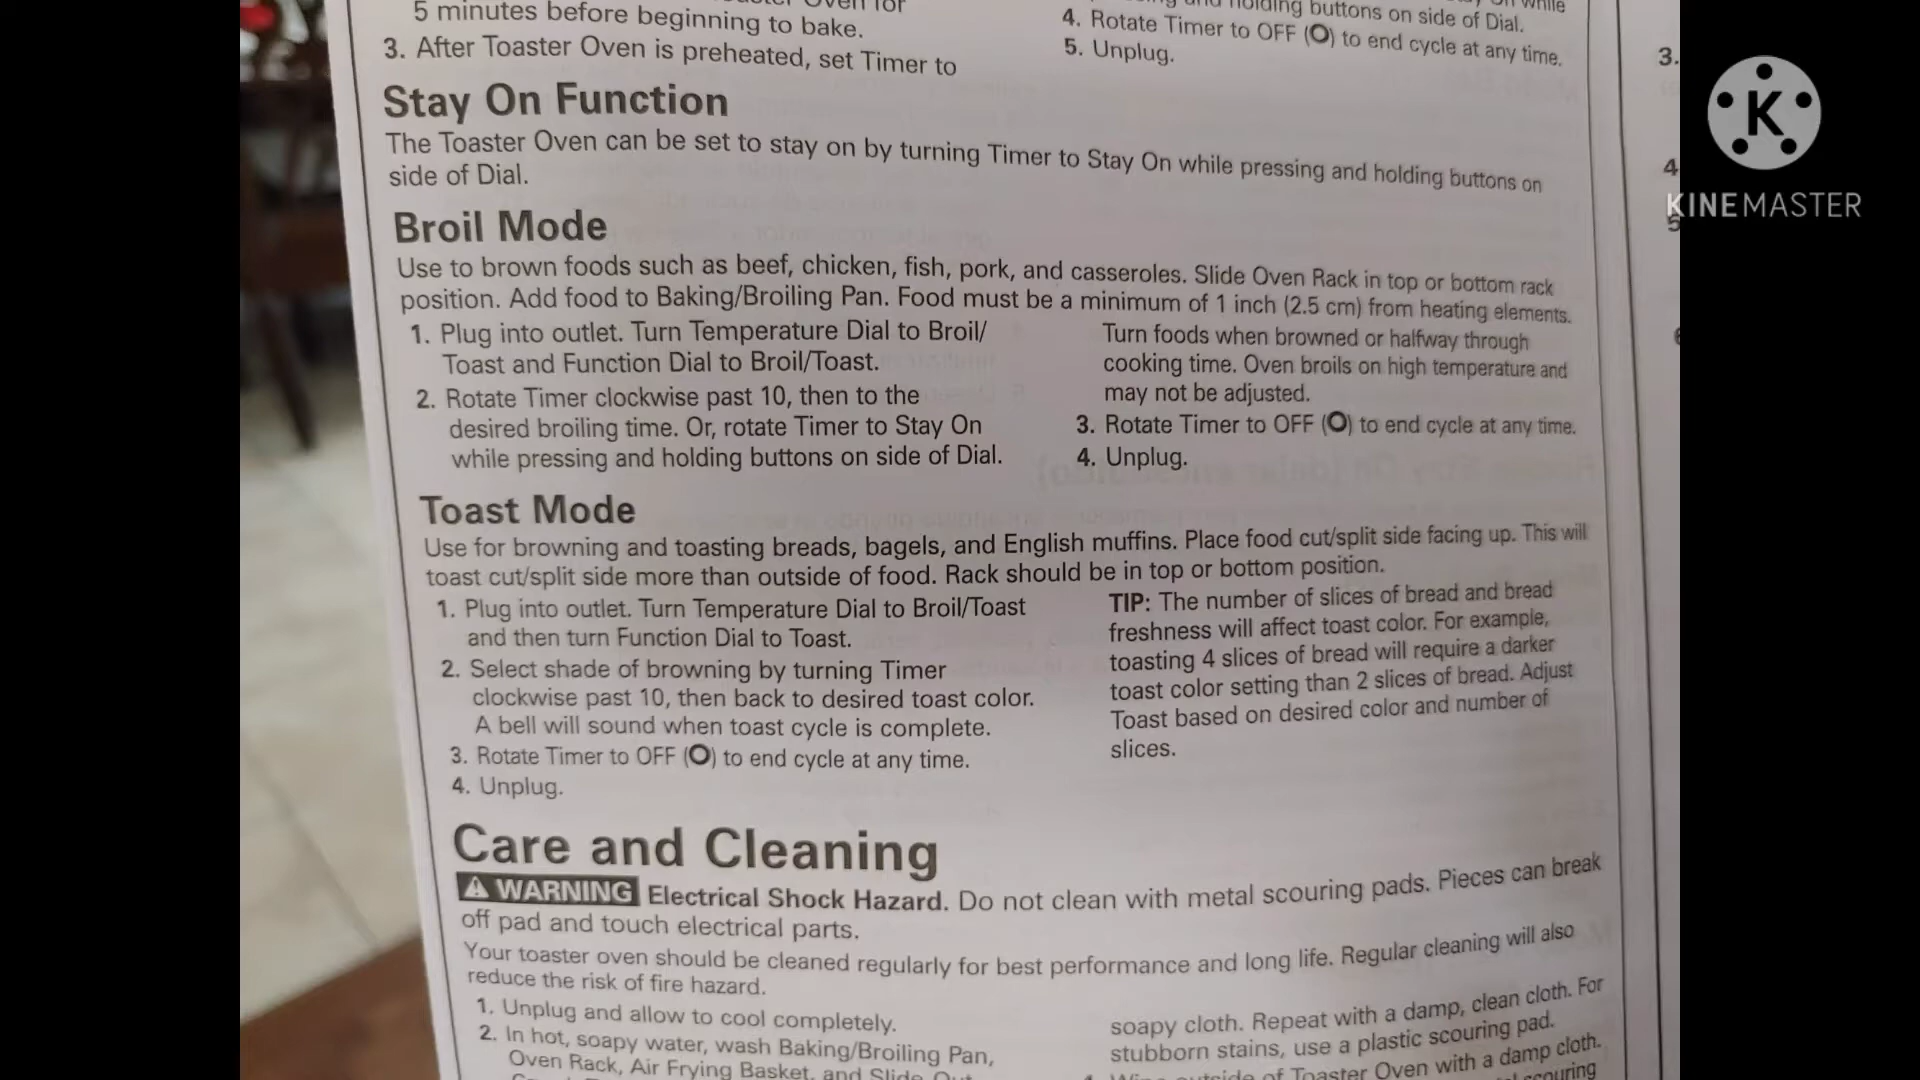 5 minutes before beginning to bake.
3. After Toaster Oven is preheated, set Timer to
holding buttons on side of Dial.
4. Rotate Timer to OFF (O) to end cycle at any time.
5. Unplug.
Stay On Function
The Toaster Oven can be set to stay on by turning Timer to Stay On while pressing and holding buttons on
side of Dial.
Broil Mode
Use to brown foods such as beef, chicken, fish, pork, and casseroles. Slide Oven Rack in top or bottom rack
position. Add food to Baking/Broiling Pan. Food must be a minimum of 1 inch (2.5 cm) from heating elements.
1. Plug into outlet. Turn Temperature Dial to Broil/
Toast and Function Dial to Broil/Toast.
2. Rotate Timer clockwise past 10, then to the
desired broiling time. Or, rotate Timer to Stay On
while pressing and holding buttons on side of Dial.
Turn foods when browned or halfway through
cooking time. Oven broils on high temperature and
may not be adjusted.
3. Rotate Timer to OFF (O) to end cycle at any time.
4. Unplug.
Toast Mode
Use for browning and toasting breads, bagels, and English muffins. Place food cut/split side facing up. This will
toast cut/split side more than outside of food. Rack should be in top or bottom position.
1. Plug into outlet. Turn Temperature Dial to Broil/Toast
and then turn Function Dial to Toast.
2. Select shade of browning by turning Timer
clockwise past 10, then back to desired toast color.
A bell will sound when toast cycle is complete.
3. Rotate Timer to OFF (O) to end cycle at any time.
4. Unplug.
TIP: The number of slices of bread and bread
freshness will affect toast color. For example,
toasting 4 slices of bread will require a darker
toast color setting than 2 slices of bread. Adjust
Toast based on desired color and number of
slices.
Care and Cleaning
WARNING Electrical Shock Hazard. Do not clean with metal scouring pads. Pieces can break
off pad and touch electrical parts.
Your toaster oven should be cleaned regularly for best performance and long life. Regular cleaning will also
reduce the risk of fire hazard.
1. Unplug and allow to cool completely.
2. In hot, soapy water, wash Baking/Broiling Pan,
Oven Rack, Air Frying Basket, and Slide
soapy cloth. Repeat with a damp, clean cloth. For
stubborn stains, use a plastic scouring pad.
outside of Toaster Oven with a damp cloth.
scouring
3.
4
5
K
KINEMASTER